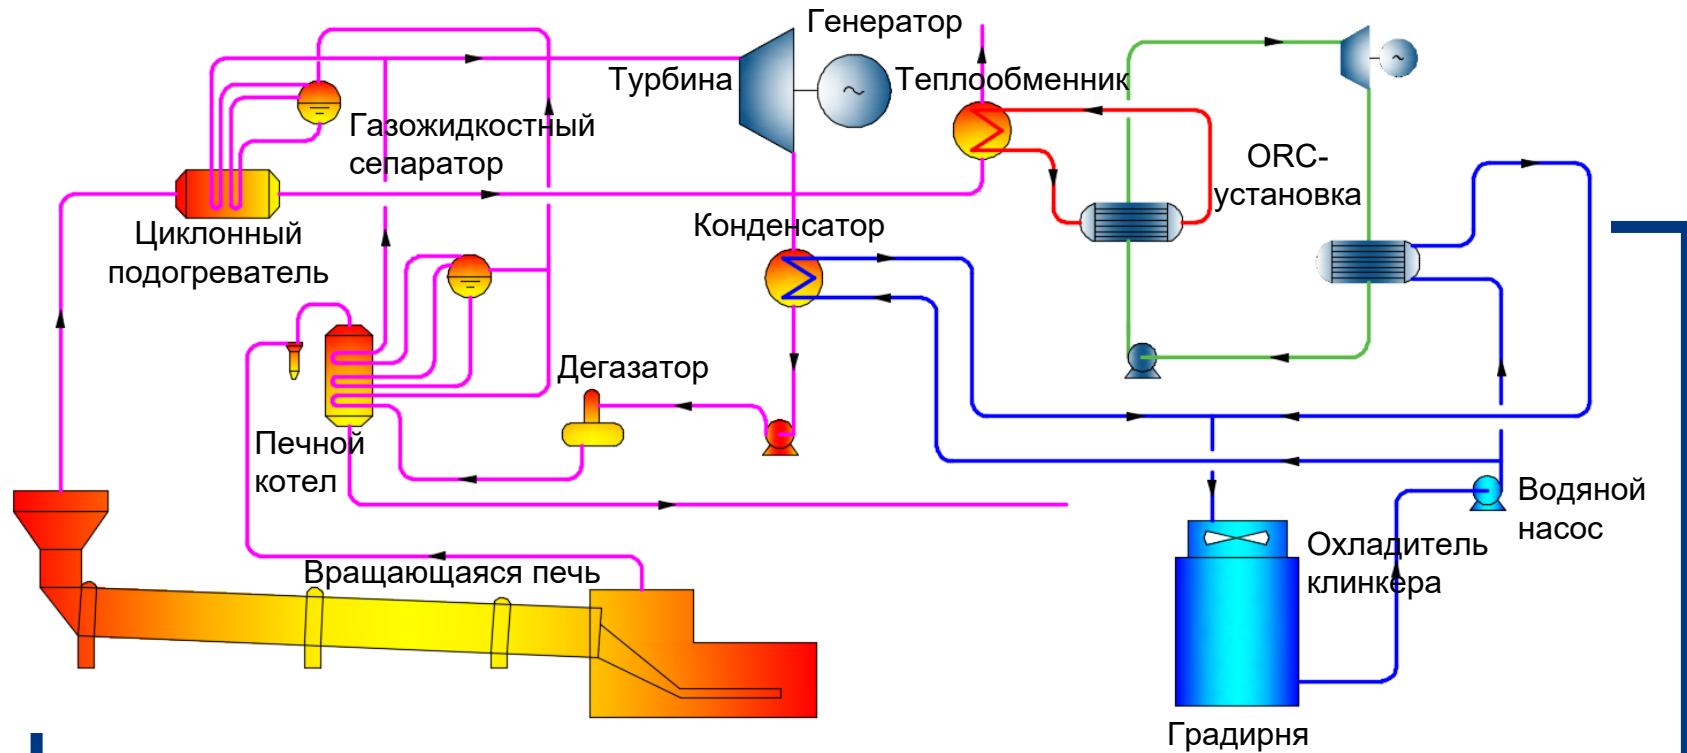 Генератор
Турбина
Теплообменник
Газожидкостный
сепаратор
ORC-
установка
Циклонный
подогреватель
Конденсатор
Дегазатор
Печной
котел
Водяной
насос
Охладитель
клинкера
Вращающаяся печь
Градирня